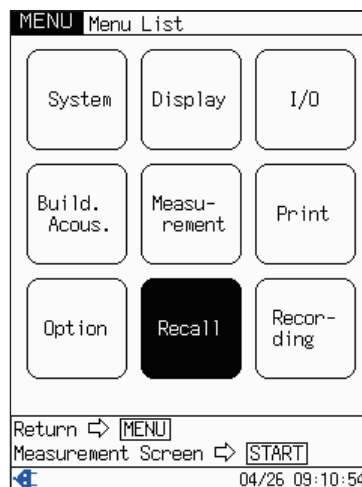 MENU Menu List
System Display I/O
Build. Acous. Measu- rement Print
Option Recall Recor- ding
Return ⇨ MENU
Measurement Screen ⇨ START
04/26 09:10:54